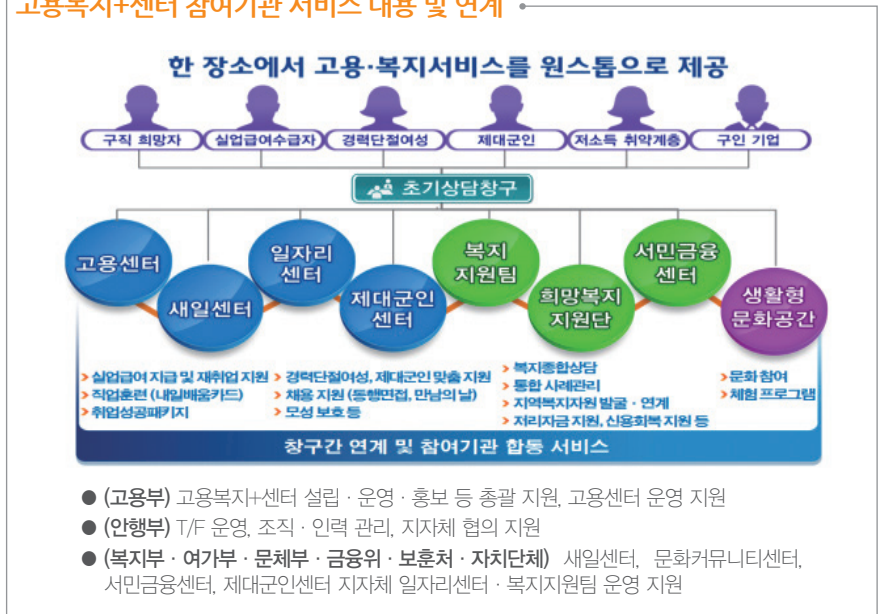 고용복지+센터 참여기관 서비스 내용 및 연계
한 장소에서 고용·복지서비스를 원스톱으로 제공
구직 희망자 실업급여수급자 경력단절여성 제대군인 저소득 취약계층 구인 기업
초기상담창구
고용센터
새일센터
일자리
센터
제대군인
센터
복지
지원팀
희망복지
지원단
서민금융
센터
생활형
문화공간
> 실업급여 지급 및 재취업 지원
> 직업훈련 (내일배움카드)
> 취업성공패키지
> 경력단절여성, 제대군인 맞춤 지원
> 채용 지원 (동행면접, 만남의 날)
> 모성 보호 등
> 복지종합상담
> 통합 사례관리
> 지역복지자원 발굴 · 연계
> 저리자금 지원, 신용회복 지원 등
> 문화 참여
> 체험 프로그램
창구간 연계 및 참여기관 합동 서비스
● (고용부) 고용복지+센터 설립 · 운영 · 홍보 등 총괄 지원, 고용센터 운영 지원
● (안행부) T/F 운영, 조직 · 인력 관리, 지자체 협의 지원
● (복지부 · 여가부 · 문체부 · 금융위 · 보훈처 · 자치단체) 새일센터, 문화커뮤니티센터,
서민금융센터, 제대군인센터 지자체 일자리센터 · 복지지원팀 운영 지원